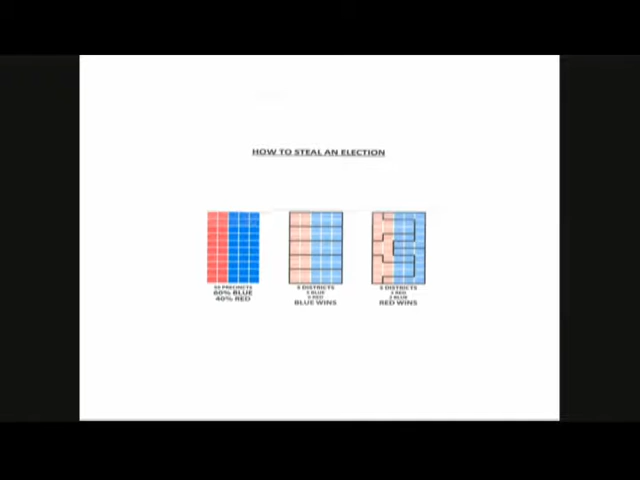 HOW TO STEAL AN ELECTION
50 PRECINCTS
60% BLUE
40% RED
5 DISTRICTS
5 BLUE
0 RED
BLUE WINS
5 DISTRICTS
3 RED
2 BLUE
RED WINS